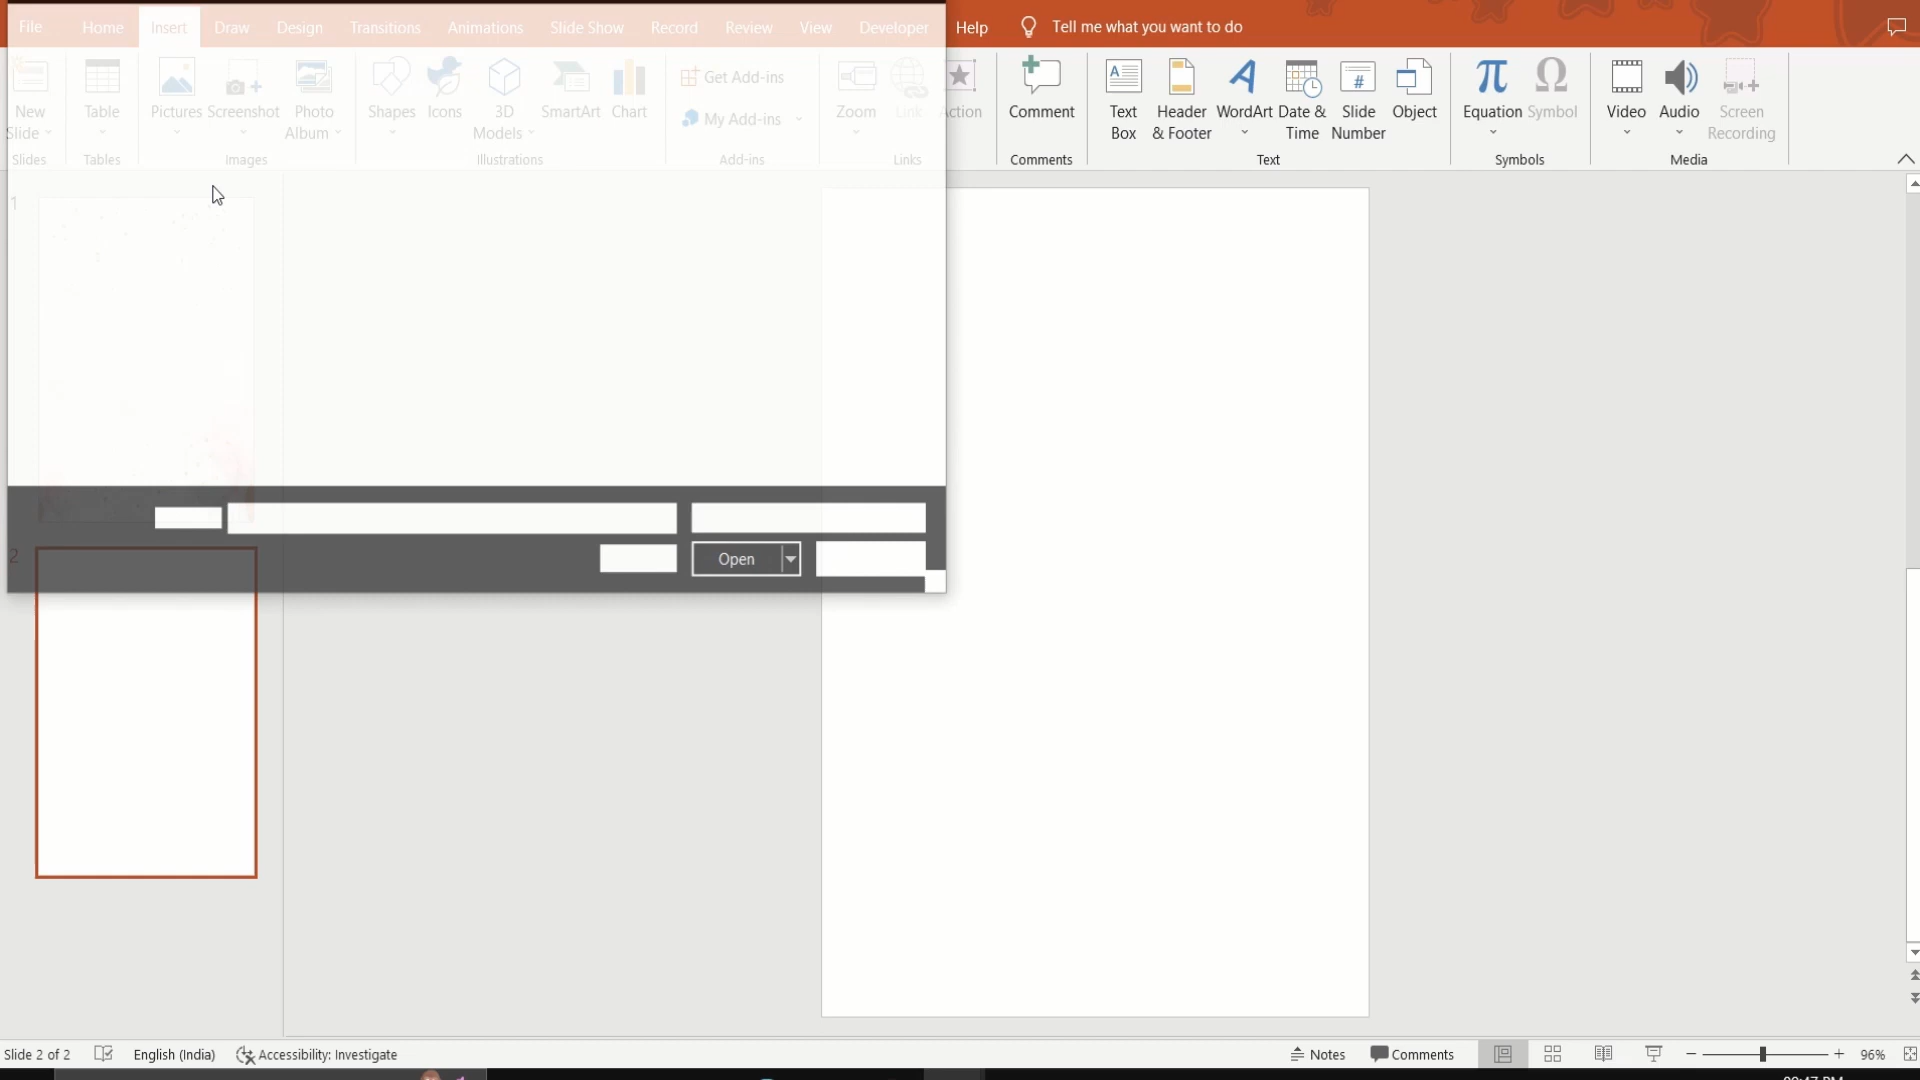 File Home Insert Draw Design Transitions Animations Slide Show Record Review View Developer Help Tell me what you want to do
New Slide
Table
Pictures
Screenshot
Photo Album
Shapes
Icons
3D Models
SmartArt
Chart
Get Add-ins
My Add-ins
Zoom
Link
Action
Comment
Text Box
Header & Footer
WordArt
Date & Time
Slide Number
Object
Equation
Symbol
Video
Audio
Screen Recording
Slides Tables Images Illustrations Add-ins Links Comments Text Symbols Media
1
2
Open
Slide 2 of 2 English (India) Accessibility: Investigate Notes Comments 96%